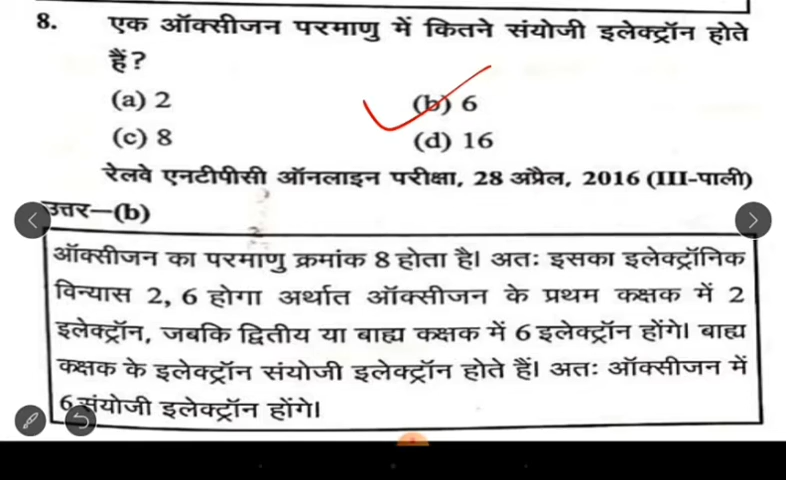 8. एक ऑक्सीजन परमाणु में कितने संयोजी इलेक्ट्रॉन होते
हैं?
(a) 2 (b) 6
(c) 8 (d) 16
रेलवे एनटीपीसी ऑनलाइन परीक्षा, 28 अप्रैल, 2016 (III-पाली)
उत्तर—(b)
ऑक्सीजन का परमाणु क्रमांक 8 होता है। अतः इसका इलेक्ट्रॉनिक
विन्यास 2, 6 होगा अर्थात ऑक्सीजन के प्रथम कक्षक में 2
इलेक्ट्रॉन, जबकि द्वितीय या बाह्य कक्षक में 6 इलेक्ट्रॉन होंगे। बाह्य
कक्षक के इलेक्ट्रॉन संयोजी इलेक्ट्रॉन होते हैं। अतः ऑक्सीजन में
6 संयोजी इलेक्ट्रॉन होंगे।